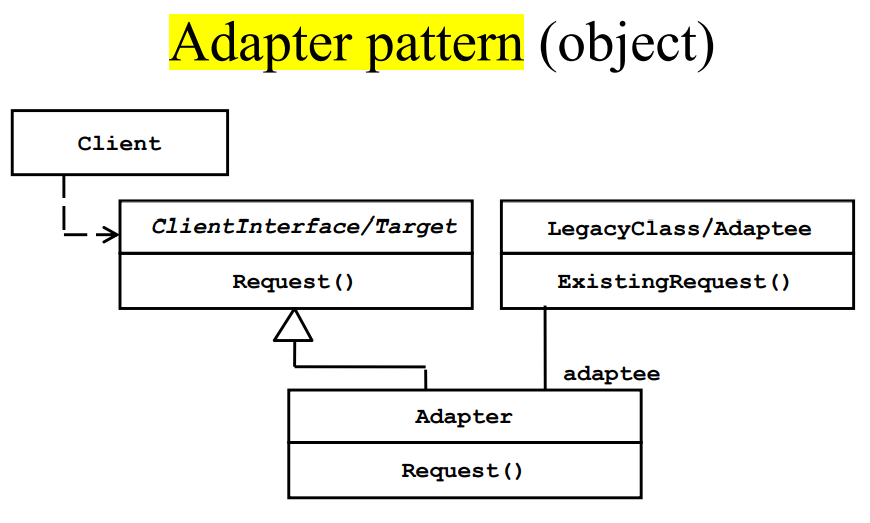 Adapter pattern (object)
Client
ClientInterface/Target
Request()
LegacyClass/Adaptee
ExistingRequest()
adaptee
Adapter
Request()